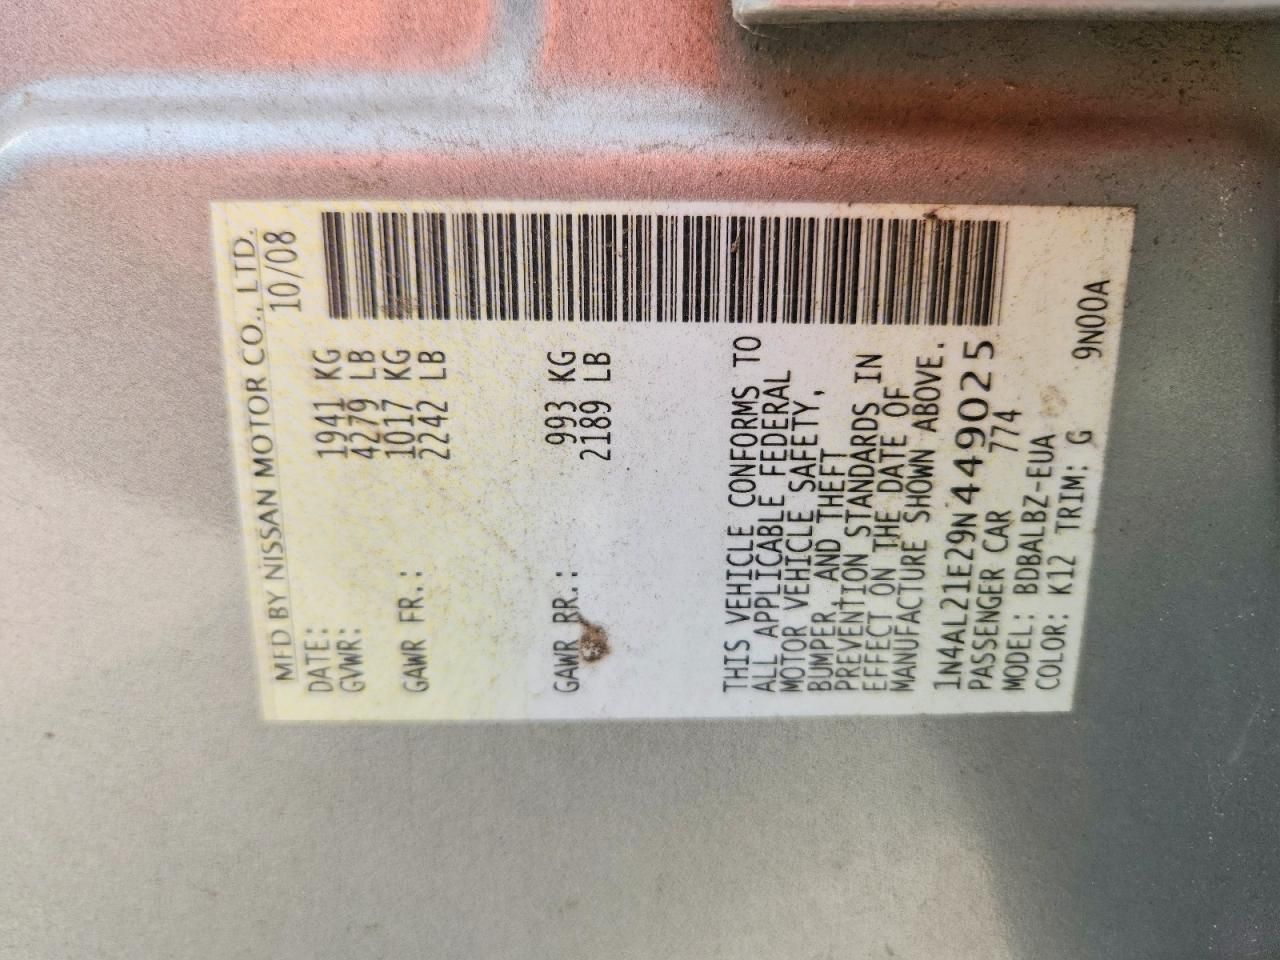 MFD BY NISSAN MOTOR CO., LTD.
DATE: 10/08
GVWR: 1941 KG
4279 LB
GAWR FR.: 1017 KG
2242 LB
GAWR RR.: 993 KG
2189 LB
THIS VEHICLE CONFORMS TO
ALL APPLICABLE FEDERAL
MOTOR VEHICLE SAFETY,
BUMPER, AND THEFT
PREVENTION STANDARDS IN
EFFECT ON THE DATE OF
MANUFACTURE SHOWN ABOVE.
1N4AL21E29N449025
PASSENGER CAR 774
MODEL: BDBALBZ-EUA
COLOR: K12 TRIM: G 9N00A